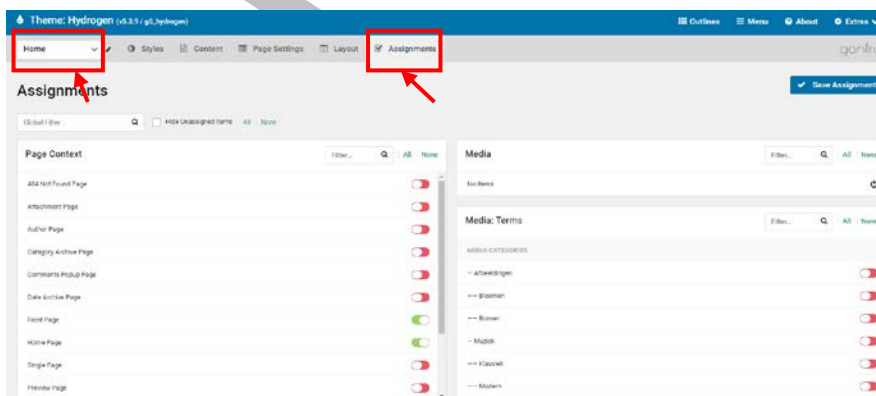 Theme: Hydrogen (v5.3.9 / g5_hydrogen)
Outlines Menu About Extras
Home Styles Content Page Settings Layout Assignments
Assignments
Save Assignment
Global Filter... Hide Unassigned Items All None
Page Context Filter... All None
404 Not Found Page
Attachment Page
Author Page
Category Archive Page
Comments Popup Page
Date Archive Page
Front Page
Home Page
Single Page
Preview Page
Media Filter... All None
No items
Media: Terms Filter... All None
MEDIA CATEGORIES
— Afbeeldingen
—— Bloemen
—— Bomen
— Muziek
—— Klassiek
—— Modern